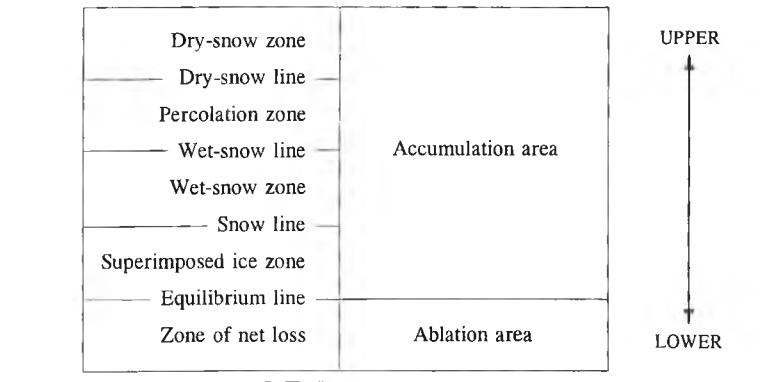 Dry-snow zone
UPPER
Dry-snow line
Percolation zone
Wet-snow line
Accumulation area
Wet-snow zone
Snow line
Superimposed ice zone
Equilibrium line
Zone of net loss
Ablation area
LOWER